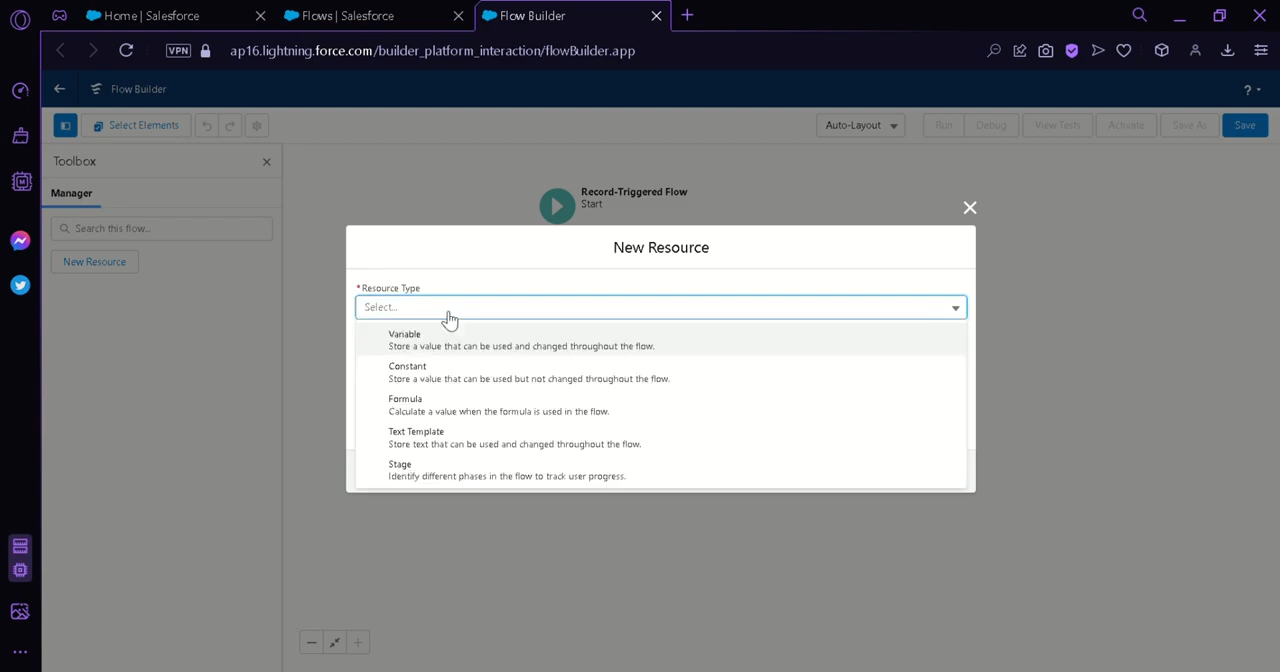 Home | Salesforce
Flows | Salesforce
Flow Builder
VPN
ap16.lightning.force.com/builder_platform_interaction/flowBuilder.app
Flow Builder
?
Select Elements
Auto-Layout
Run
Debug
View Tests
Activate
Save As
Save
Toolbox
Manager
Search this flow...
New Resource
Record-Triggered Flow
Start
New Resource
* Resource Type
Select...
Variable
Store a value that can be used and changed throughout the flow.
Constant
Store a value that can be used but not changed throughout the flow.
Formula
Calculate a value when the formula is used in the flow.
Text Template
Store text that can be used and changed throughout the flow.
Stage
Identify different phases in the flow to track user progress.